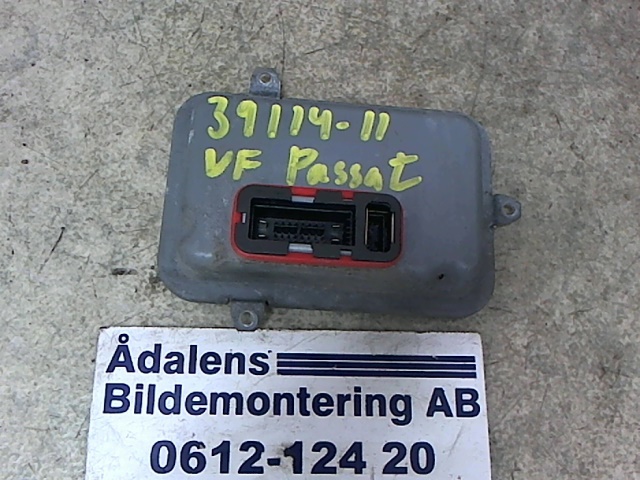 39114-11
VF Passat
Ådalens
Bildemontering AB
0612-124 20